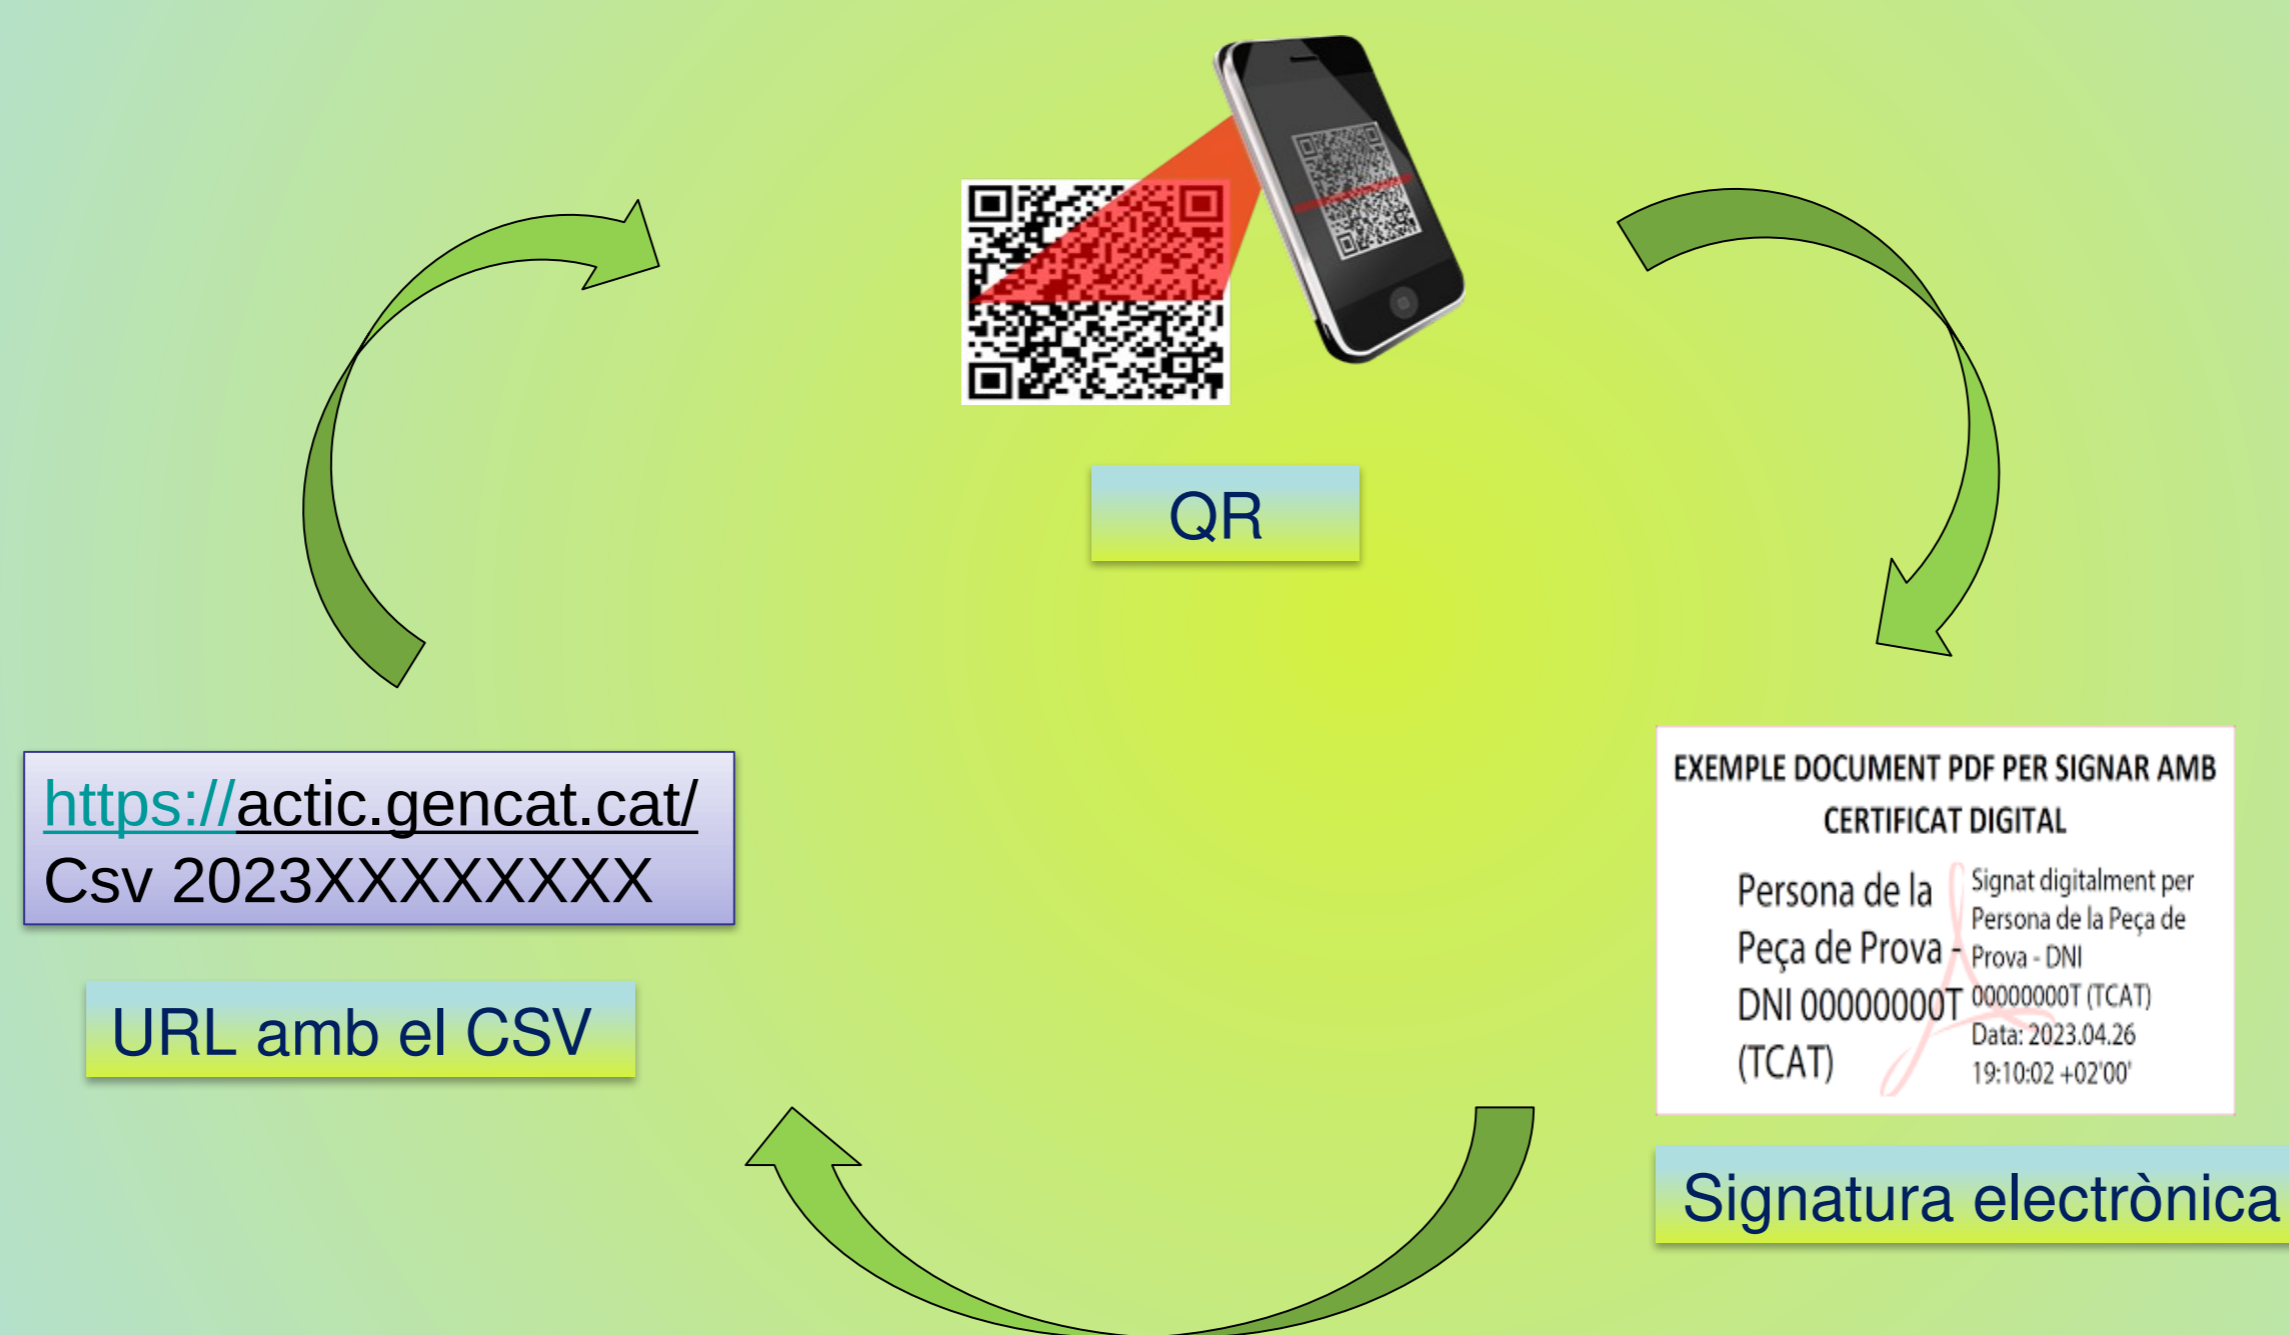 QR
https://actic.gencat.cat/
Csv 2023XXXXXXXX
URL amb el CSV
EXEMPLE DOCUMENT PDF PER SIGNAR AMB
CERTIFICAT DIGITAL
Persona de la
Peça de Prova -
DNI 00000000T
(TCAT)
Signat digitalment per
Persona de la Peça de
Prova - DNI
00000000T (TCAT)
Data: 2023.04.26
19:10:02 +02'00'
Signatura electrònica